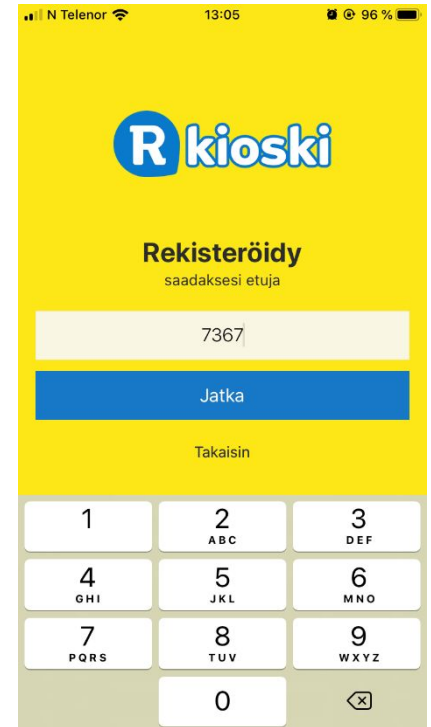 N Telenor 13:05 96 %
R kioski
Rekisteröidy
saadaksesi etuja
7367
Jatka
Takaisin
1 2 3
ABC DEF
4 5 6
GHI JKL MNO
7 8 9
PQRS TUV WXYZ
0